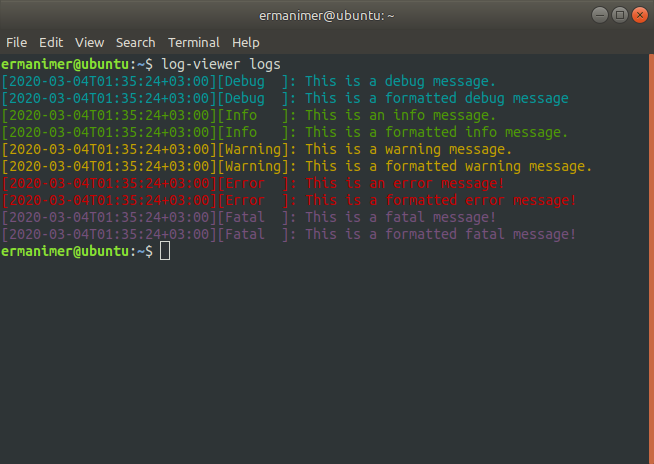 ermanimer@ubuntu: ~
File Edit View Search Terminal Help
ermanimer@ubuntu:~$ log-viewer logs
[2020-03-04T01:35:24+03:00][Debug  ]: This is a debug message.
[2020-03-04T01:35:24+03:00][Debug  ]: This is a formatted debug message
[2020-03-04T01:35:24+03:00][Info   ]: This is an info message.
[2020-03-04T01:35:24+03:00][Info   ]: This is a formatted info message.
[2020-03-04T01:35:24+03:00][Warning]: This is a warning message.
[2020-03-04T01:35:24+03:00][Warning]: This is a formatted warning message.
[2020-03-04T01:35:24+03:00][Error  ]: This is an error message!
[2020-03-04T01:35:24+03:00][Error  ]: This is a formatted error message!
[2020-03-04T01:35:24+03:00][Fatal  ]: This is a fatal message!
[2020-03-04T01:35:24+03:00][Fatal  ]: This is a formatted fatal message!
ermanimer@ubuntu:~$